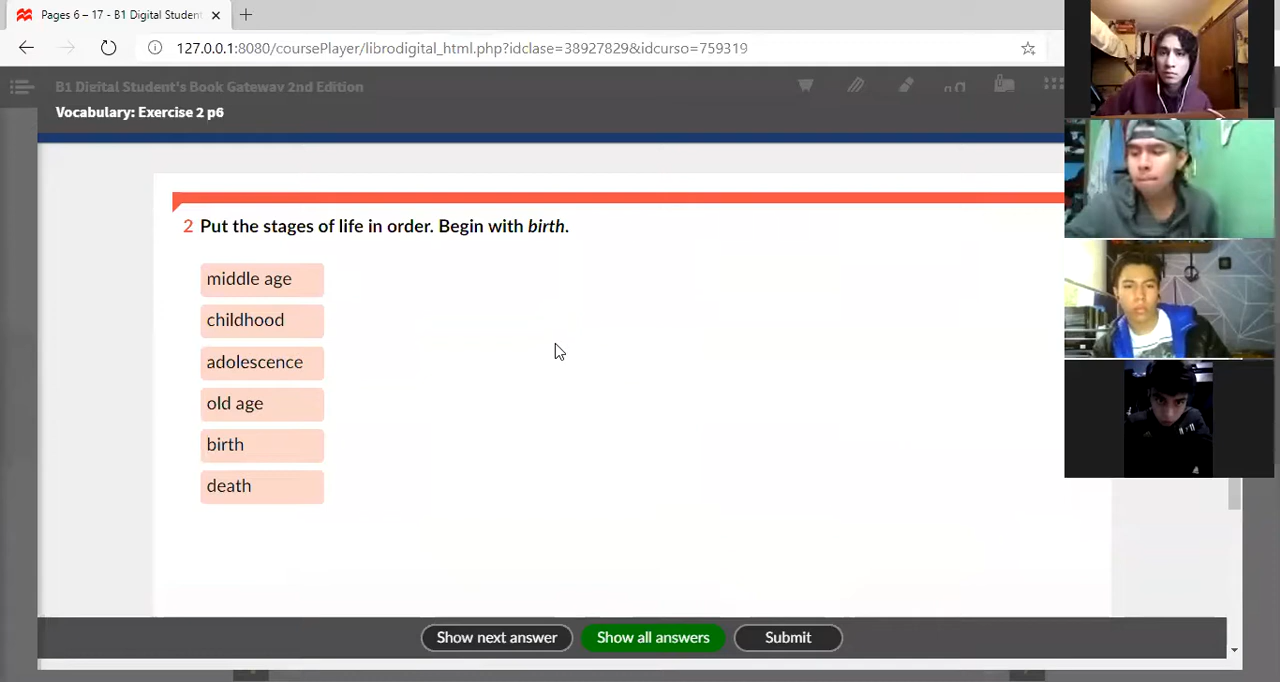 Pages 6 – 17 - B1 Digital Studen
127.0.0.1:8080/coursePlayer/librodigital_html.php?idclase=38927829&idcurso=759319
B1 Digital Student's Book Gateway 2nd Edition
Vocabulary: Exercise 2 p6
2 Put the stages of life in order. Begin with birth.
middle age
childhood
adolescence
old age
birth
death
Show next answer Show all answers Submit